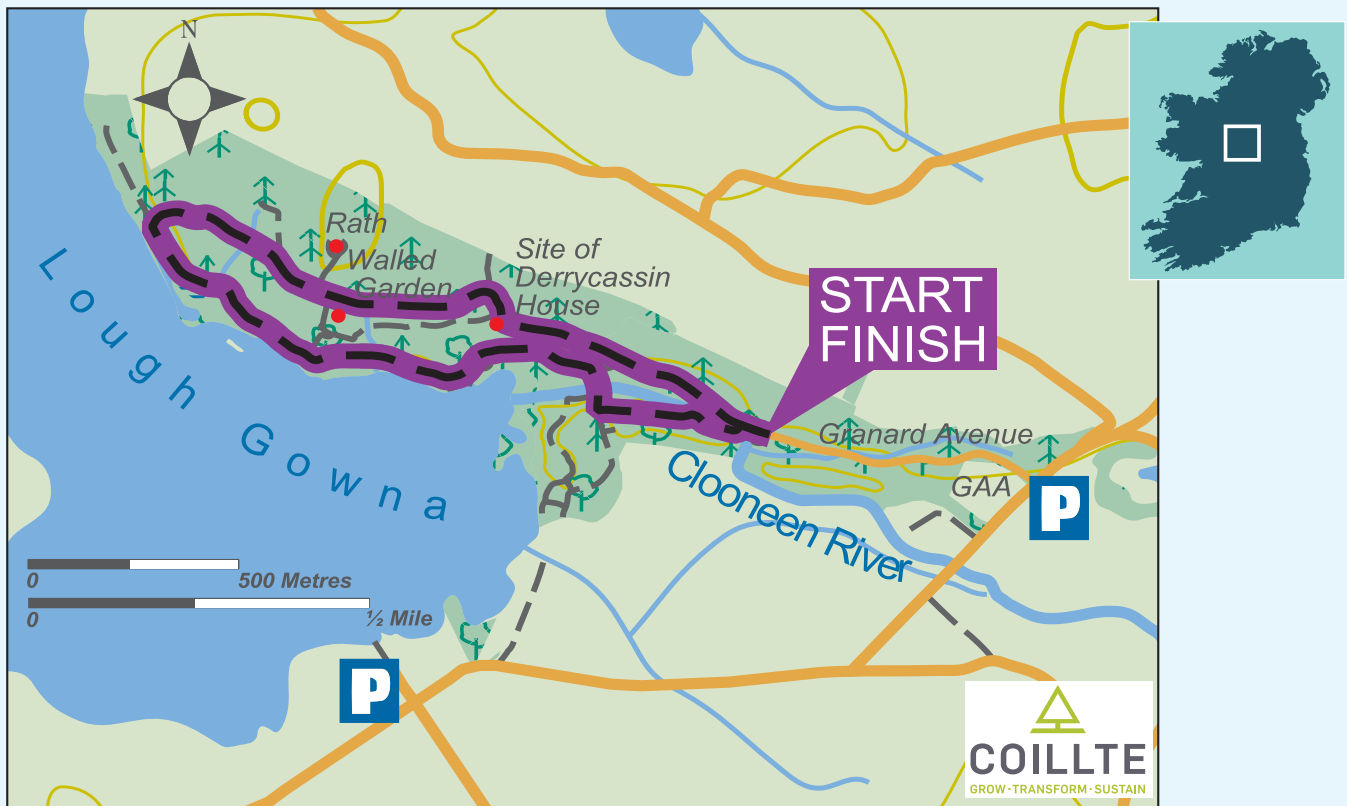 N
Rath
Walled
Garden
Site of
Derrycassin
House
START
FINISH
Lough Gowna
Granard Avenue
GAA
P
Clooneen River
0 500 Metres
0 ½ Mile
P
COILLTE
GROW·TRANSFORM·SUSTAIN